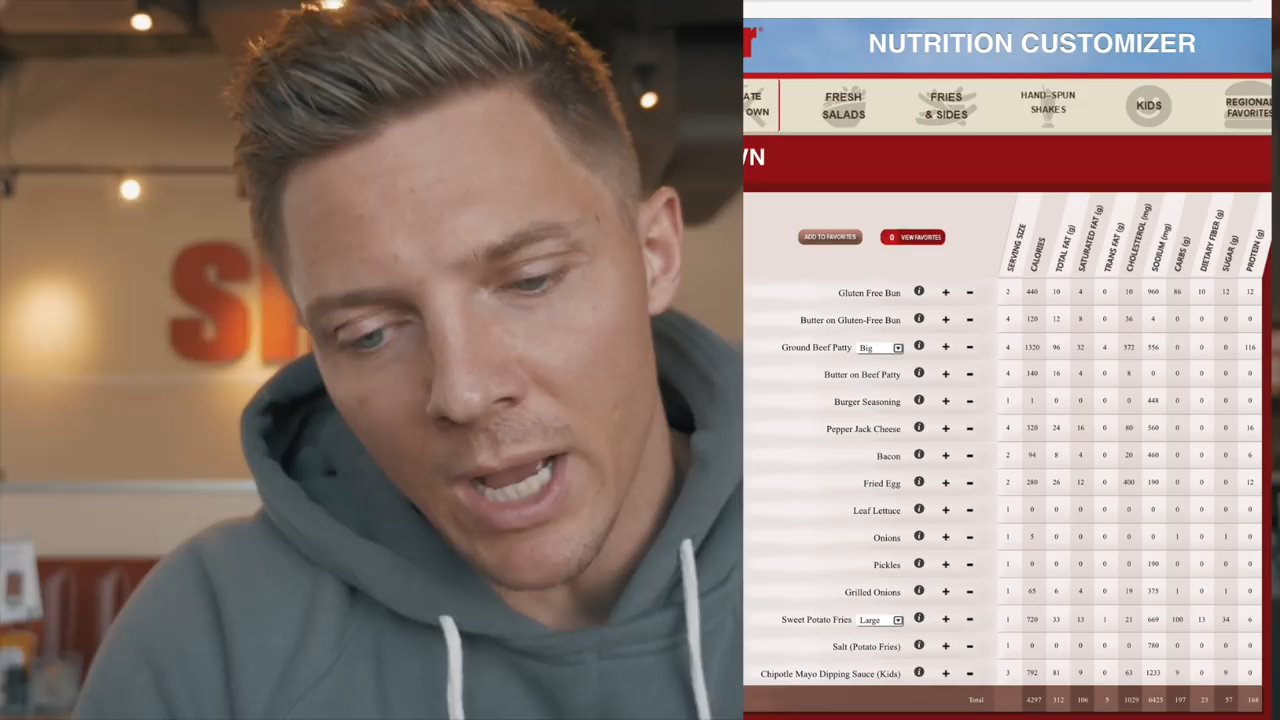 r®
NUTRITION CUSTOMIZER
ATE
OWN
FRESH
SALADS
FRIES
& SIDES
HAND-SPUN
SHAKES
KIDS
REGIONAL
FAVORITES
WN
ADD TO FAVORITES
0 VIEW FAVORITES
SERVING SIZE CALORIES TOTAL FAT (g) SATURATED FAT (g) TRANS FAT (g) CHOLESTEROL (mg) SODIUM (mg) CARBS (g) DIETARY FIBER (g) SUGAR (g) PROTEIN (g)
Gluten Free Bun i + - 2 440 10 4 0 10 960 86 10 12 12
Butter on Gluten-Free Bun i + - 4 120 12 8 0 36 4 0 0 0 0
Ground Beef Patty Big i + - 4 1320 96 32 4 372 556 0 0 0 116
Butter on Beef Patty i + - 4 140 16 4 0 8 0 0 0 0 0
Burger Seasoning i + - 1 1 0 0 0 0 448 0 0 0 0
Pepper Jack Cheese i + - 4 320 24 16 0 80 560 0 0 0 16
Bacon i + - 2 94 8 4 0 20 460 0 0 0 6
Fried Egg i + - 2 280 26 12 0 400 190 0 0 0 12
Leaf Lettuce i + - 1 0 0 0 0 0 0 0 0 0 0
Onions i + - 1 5 0 0 0 0 0 1 0 1 0
Pickles i + - 1 0 0 0 0 0 190 0 0 0 0
Grilled Onions i + - 1 65 6 4 0 19 375 1 0 1 0
Sweet Potato Fries Large i + - 1 720 33 13 1 21 669 100 13 34 6
Salt (Potato Fries) i + - 1 0 0 0 0 0 780 0 0 0 0
Chipotle Mayo Dipping Sauce (Kids) i + - 3 792 81 9 0 63 1233 9 0 9 0
Total 4297 312 106 5 1029 6425 197 23 57 168